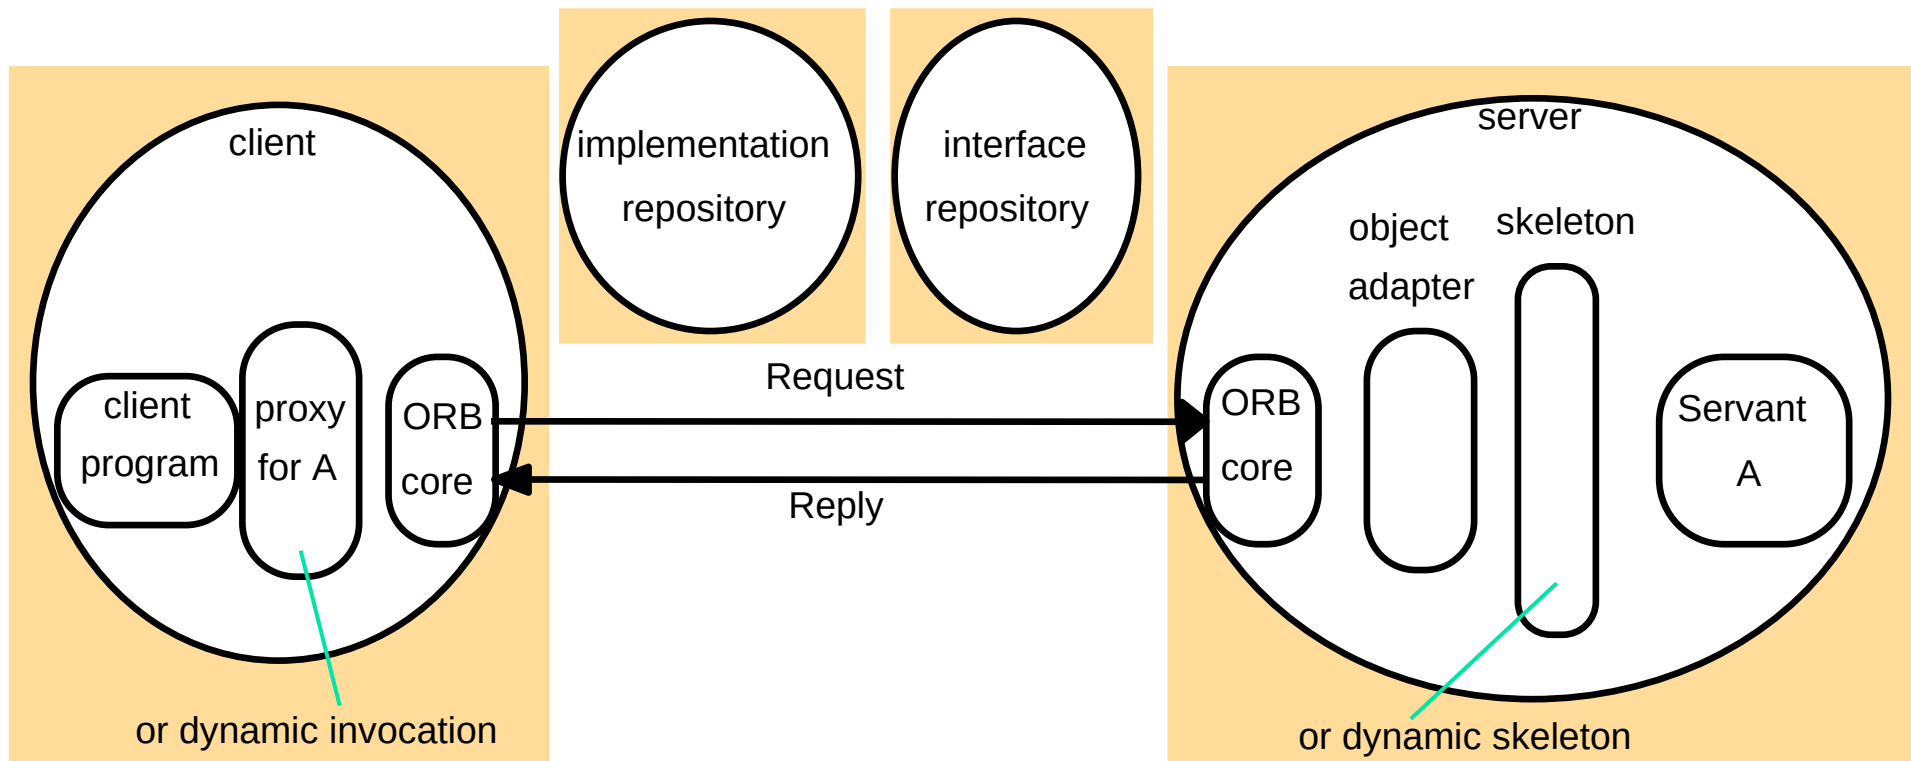 client
implementation
repository
interface
repository
server
object
adapter
skeleton
client
program
proxy
for A
ORB
core
Request
Reply
ORB
core
Servant
A
or dynamic invocation
or dynamic skeleton